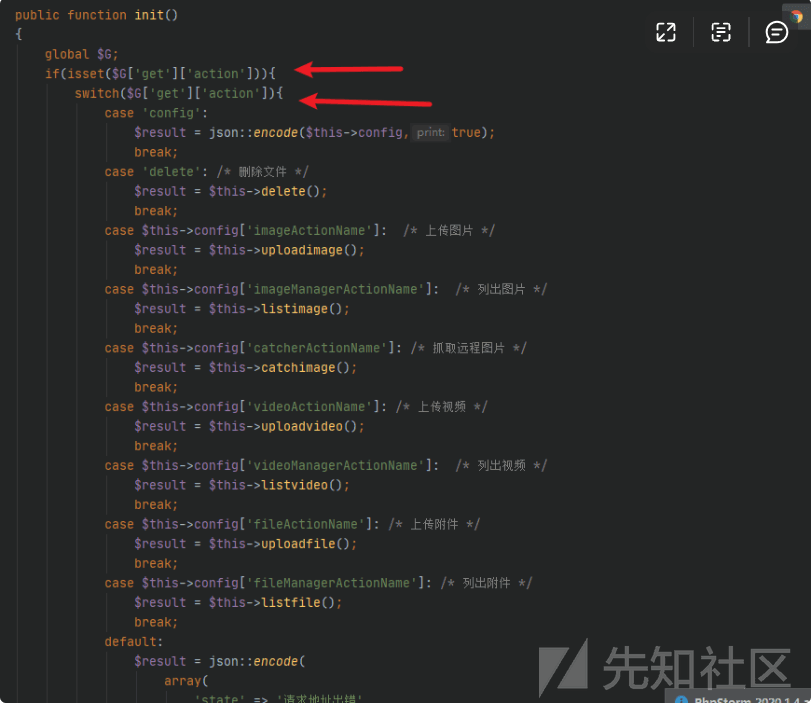 public function init()
{
global $G;
if(isset($G['get']['action'])){
switch($G['get']['action']){
case 'config':
$result = json::encode($this->config, print: true);
break;
case 'delete': /* 删除文件 */
$result = $this->delete();
break;
case $this->config['imageActionName']: /* 上传图片 */
$result = $this->uploadimage();
break;
case $this->config['imageManagerActionName']: /* 列出图片 */
$result = $this->listimage();
break;
case $this->config['catcherActionName']: /* 抓取远程图片 */
$result = $this->catchimage();
break;
case $this->config['videoActionName']: /* 上传视频 */
$result = $this->uploadvideo();
break;
case $this->config['videoManagerActionName']: /* 列出视频 */
$result = $this->listvideo();
break;
case $this->config['fileActionName']: /* 上传附件 */
$result = $this->uploadfile();
break;
case $this->config['fileManagerActionName']: /* 列出附件 */
$result = $this->listfile();
break;
default:
$result = json::encode(
array(
'state' => '请求地址出错'
先知社区
PhpStorm 2020.1.4